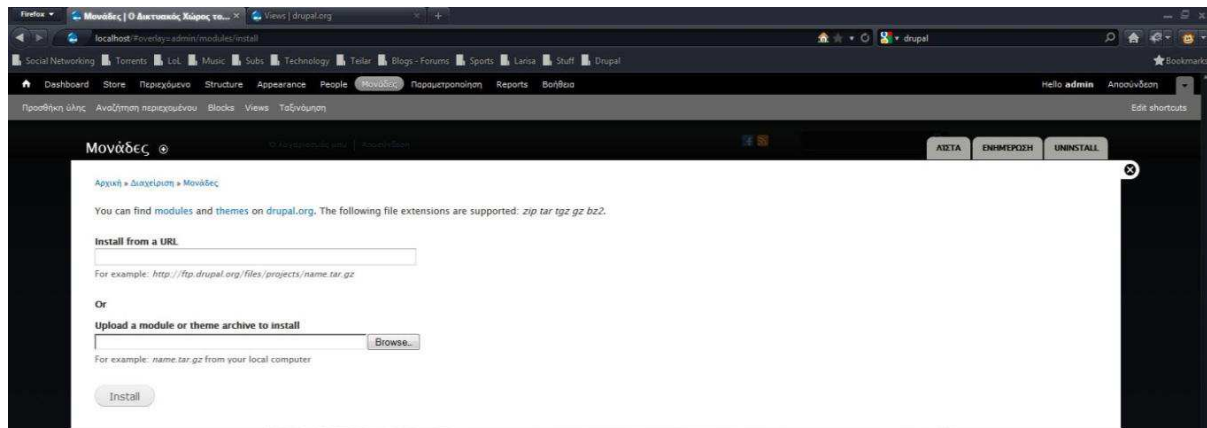 Firefox
Μονάδες | Ο Δικτυακός Χώρος το... ×
Views | drupal.org × +
localhost/#overlay=admin/modules/install
drupal
Social Networking Torrents LoL Music Subs Technology Teilar Blogs - Forums Sports Larisa Stuff Drupal Bookmarks
Dashboard Store Περιεχόμενο Structure Appearance People Μονάδες Παραμετροποίηση Reports Βοήθεια Hello admin Αποσύνδεση
Προσθήκη ύλης Αναζήτηση περιεχομένου Blocks Views Ταξινόμηση Edit shortcuts
Μονάδες
ΛΊΣΤΑ ΕΝΗΜΈΡΩΣΗ UNINSTALL
Αρχική » Διαχείριση » Μονάδες
You can find modules and themes on drupal.org. The following file extensions are supported: zip tar tgz gz bz2.
Install from a URL
For example: http://ftp.drupal.org/files/projects/name.tar.gz
Or
Upload a module or theme archive to install
Browse...
For example: name.tar.gz from your local computer
Install